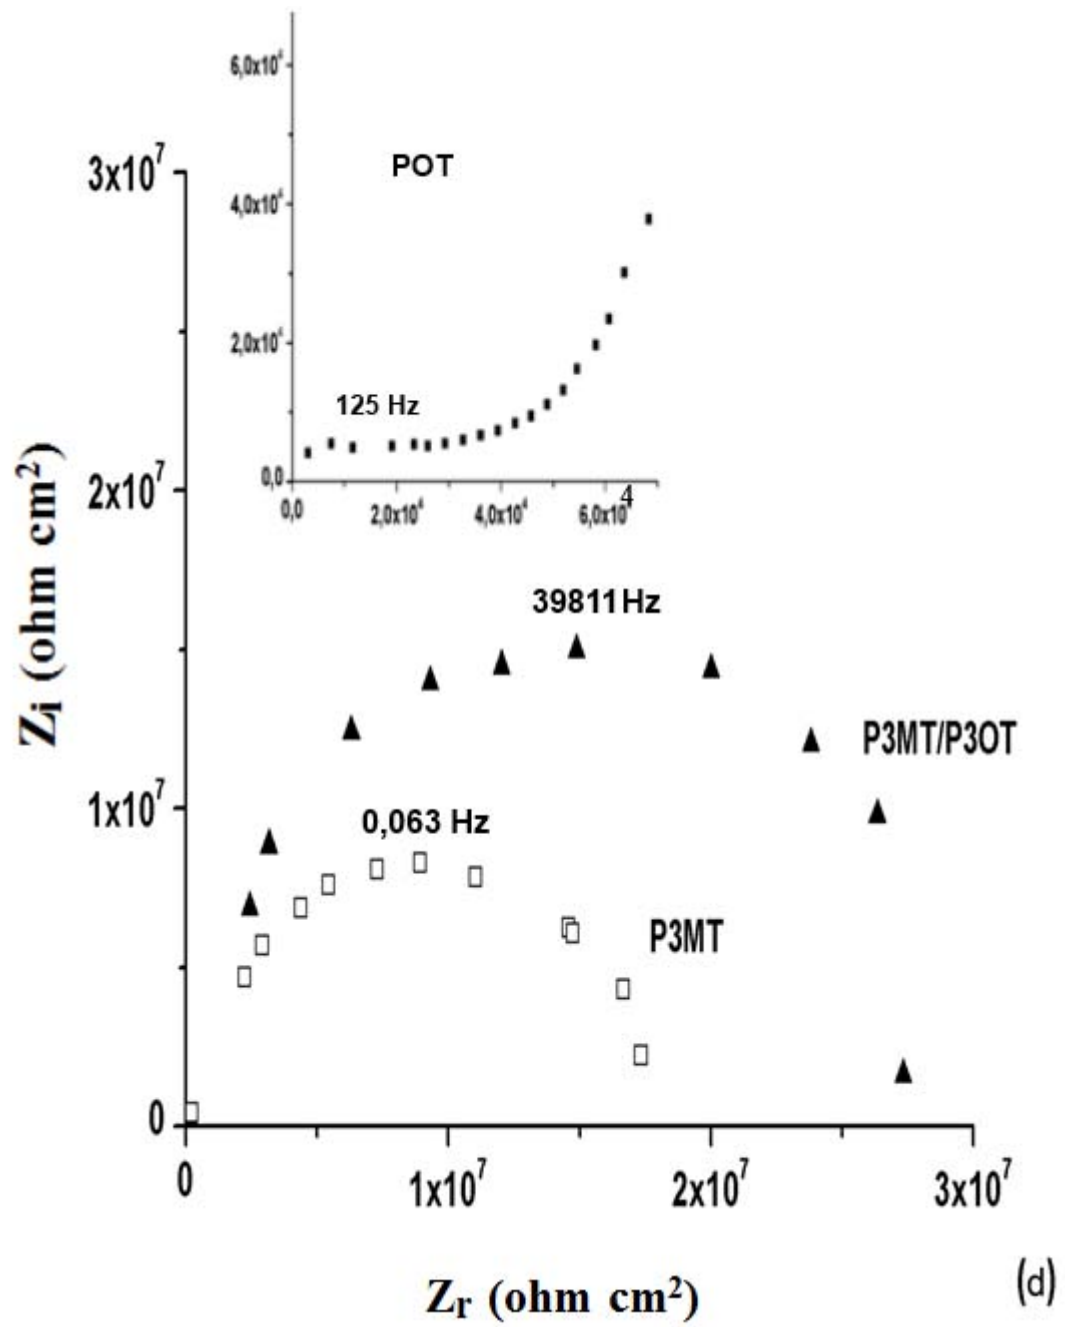 6,0x10⁴
POT
3x10⁷
4,0x10⁴
2,0x10⁴
125 Hz
0,0
0,0
2,0x10⁴
4,0x10⁴
6,0x10⁴
4
2x10⁷
39811Hz
P3MT/P3OT
1x10⁷
0,063 Hz
P3MT
0
0
1x10⁷
2x10⁷
3x10⁷
Zi (ohm cm²)
Zr (ohm cm²)
(d)